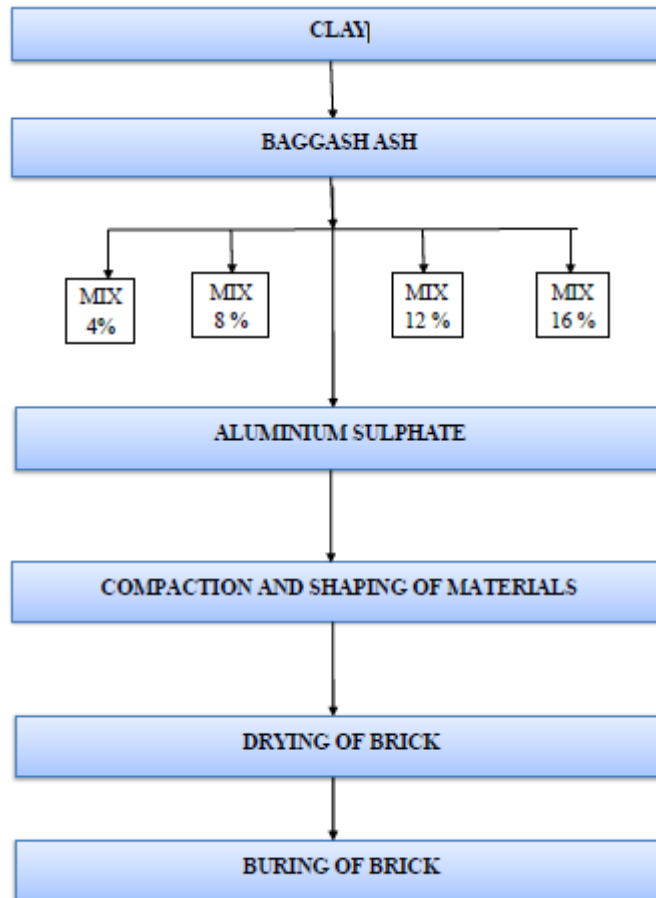 CLAY
BAGGASH ASH
MIX
4%
MIX
8 %
MIX
12 %
MIX
16 %
ALUMINIUM SULPHATE
COMPACTION AND SHAPING OF MATERIALS
DRYING OF BRICK
BURING OF BRICK